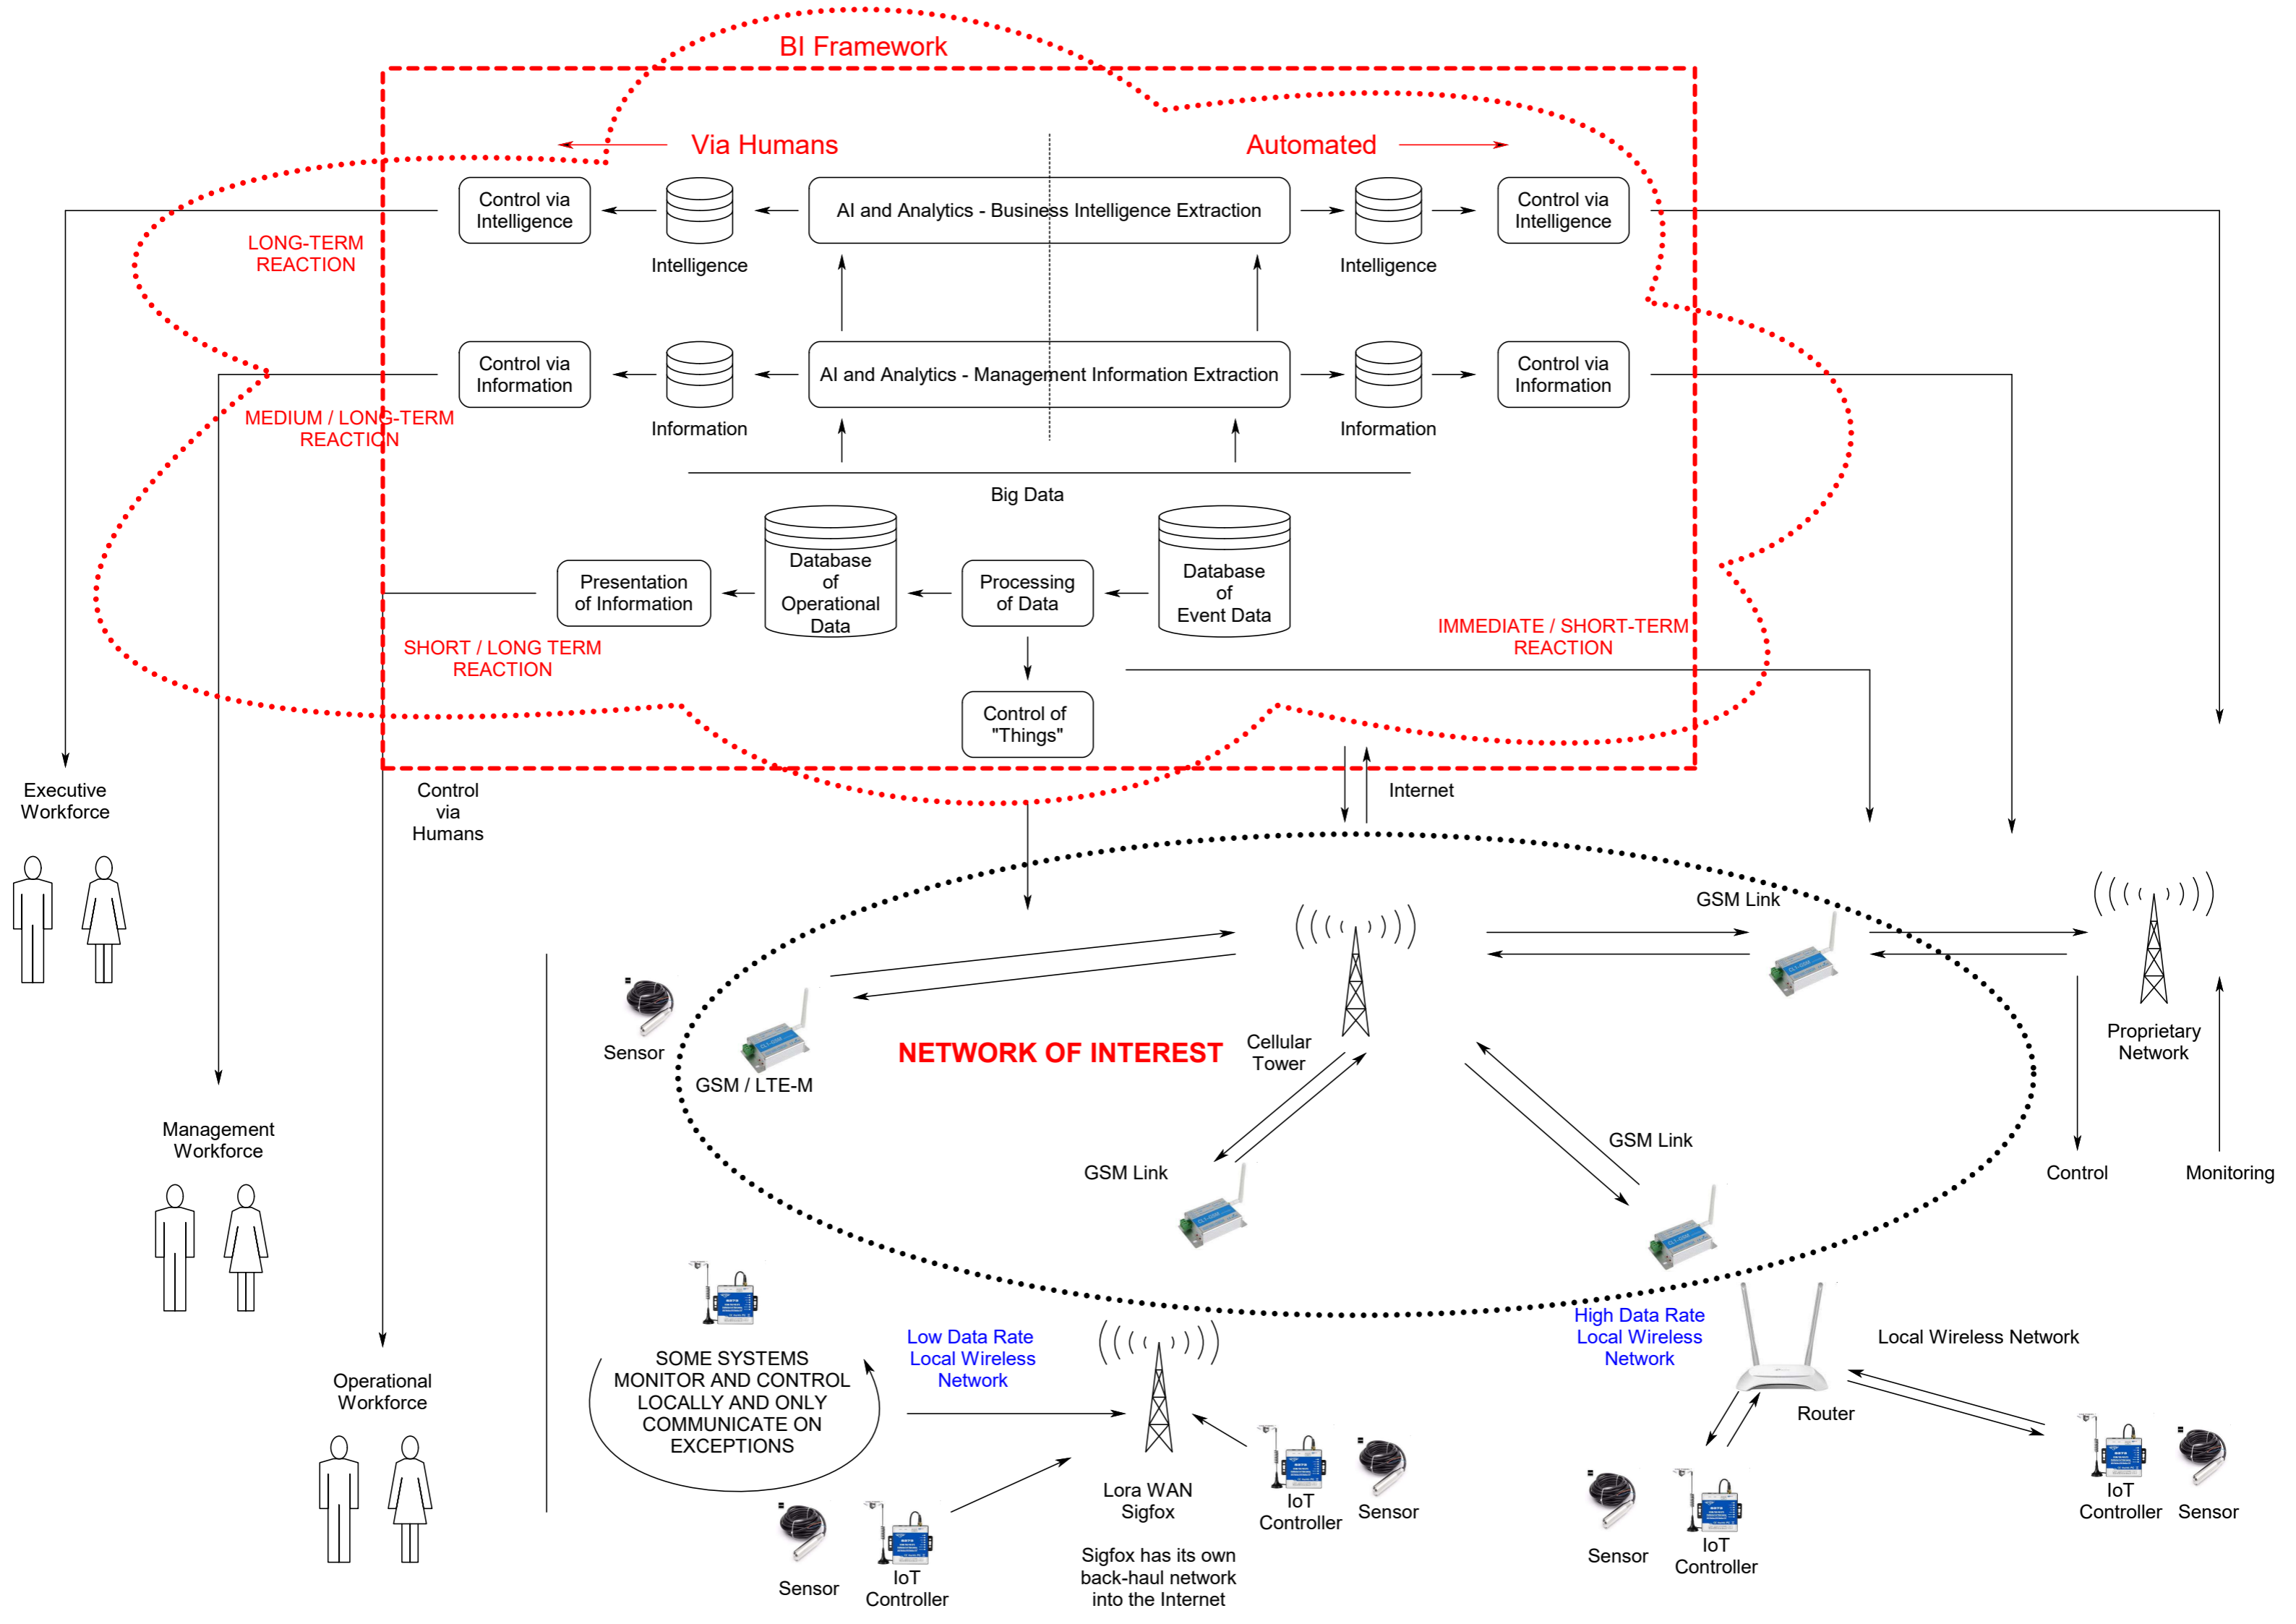 BI Framework
Via Humans
Automated
Control via
Intelligence
Intelligence
AI and Analytics - Business Intelligence Extraction
Intelligence
Control via
Intelligence
LONG-TERM
REACTION
Control via
Information
Information
AI and Analytics - Management Information Extraction
Information
Control via
Information
MEDIUM / LONG-TERM
REACTION
Big Data
Presentation
of Information
Database
of
Operational
Data
Processing
of Data
Database
of
Event Data
SHORT / LONG TERM
REACTION
IMMEDIATE / SHORT-TERM
REACTION
Control of
"Things"
Executive
Workforce
Control
via
Humans
Internet
GSM Link
Sensor
GSM / LTE-M
NETWORK OF INTEREST
Cellular
Tower
Proprietary
Network
Management
Workforce
GSM Link
GSM Link
Control
Monitoring
Low Data Rate
Local Wireless
Network
High Data Rate
Local Wireless
Network
Local Wireless Network
SOME SYSTEMS
MONITOR AND CONTROL
LOCALLY AND ONLY
COMMUNICATE ON
EXCEPTIONS
Operational
Workforce
Router
Lora WAN
Sigfox
IoT
Controller
Sensor
IoT
Controller
Sensor
Sensor
IoT
Controller
Sensor
IoT
Controller
Sigfox has its own
back-haul network
into the Internet